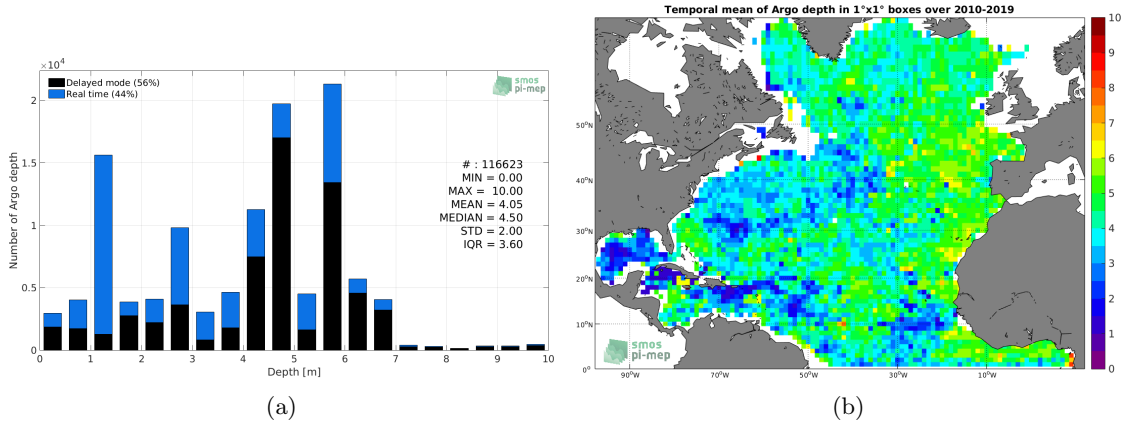 ×10⁴
Delayed mode (56%)
Real time (44%)
smos
pi-mep
2
1.5
1
0.5
0
Number of Argo depth
# : 116623
MIN = 0.00
MAX = 10.00
MEAN = 4.05
MEDIAN = 4.50
STD = 2.00
IQR = 3.60
0 1 2 3 4 5 6 7 8 9 10
Depth [m]
(a)
Temporal mean of Argo depth in 1°x1° boxes over 2010-2019
50°N
40°N
30°N
20°N
10°N
0°
90°W 70°W 50°W 30°W 10°W
smos
pi-mep
10
9
8
7
6
5
4
3
2
1
0
(b)